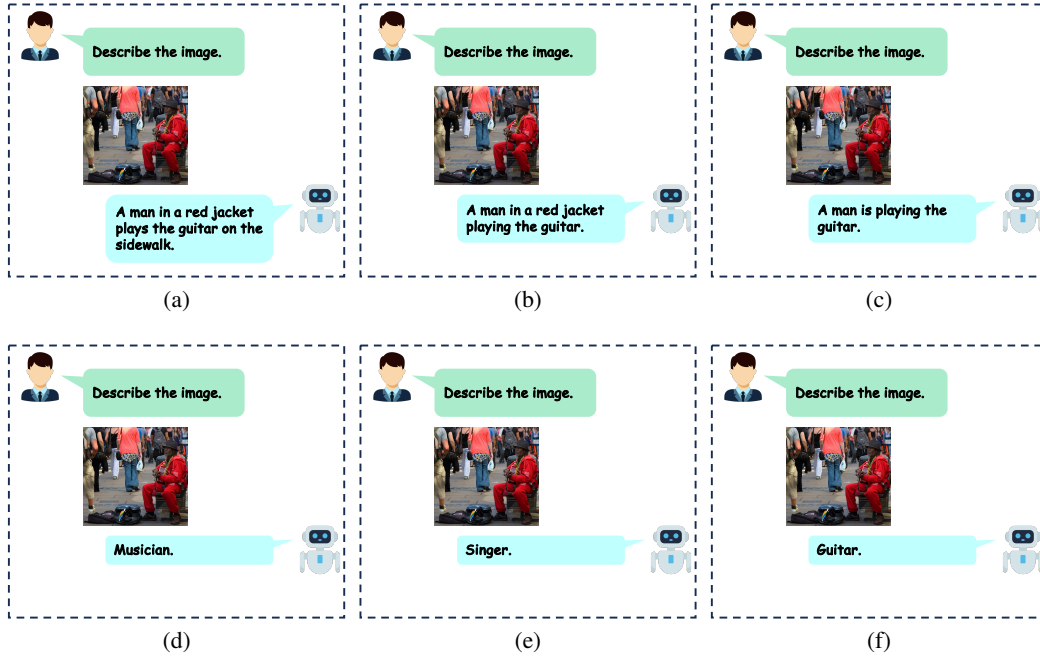 Describe the image.
A man in a red jacket
plays the guitar on the
sidewalk.
(a)
Describe the image.
A man in a red jacket
playing the guitar.
(b)
Describe the image.
A man is playing the
guitar.
(c)
Describe the image.
Musician.
(d)
Describe the image.
Singer.
(e)
Describe the image.
Guitar.
(f)